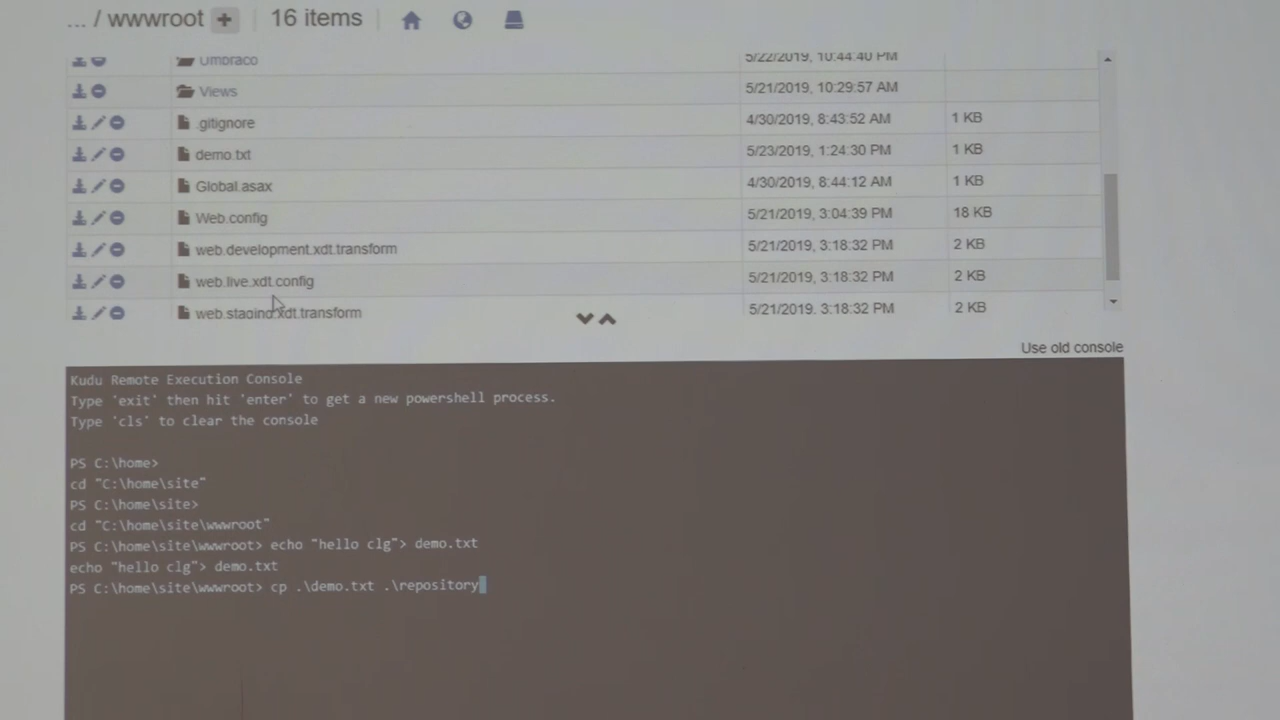 ... / wwwroot + 16 items
Umbraco 5/22/2019, 10:44:40 PM
Views 5/21/2019, 10:29:57 AM
.gitignore 4/30/2019, 8:43:52 AM 1 KB
demo.txt 5/23/2019, 1:24:30 PM 1 KB
Global.asax 4/30/2019, 8:44:12 AM 1 KB
Web.config 5/21/2019, 3:04:39 PM 18 KB
web.development.xdt.transform 5/21/2019, 3:18:32 PM 2 KB
web.live.xdt.config 5/21/2019, 3:18:32 PM 2 KB
web.staging.xdt.transform 5/21/2019, 3:18:32 PM 2 KB
Use old console
Kudu Remote Execution Console
Type 'exit' then hit 'enter' to get a new powershell process.
Type 'cls' to clear the console
PS C:\home>
cd "C:\home\site"
PS C:\home\site>
cd "C:\home\site\wwwroot"
PS C:\home\site\wwwroot> echo "hello clg"> demo.txt
echo "hello clg"> demo.txt
PS C:\home\site\wwwroot> cp .\demo.txt .\repository